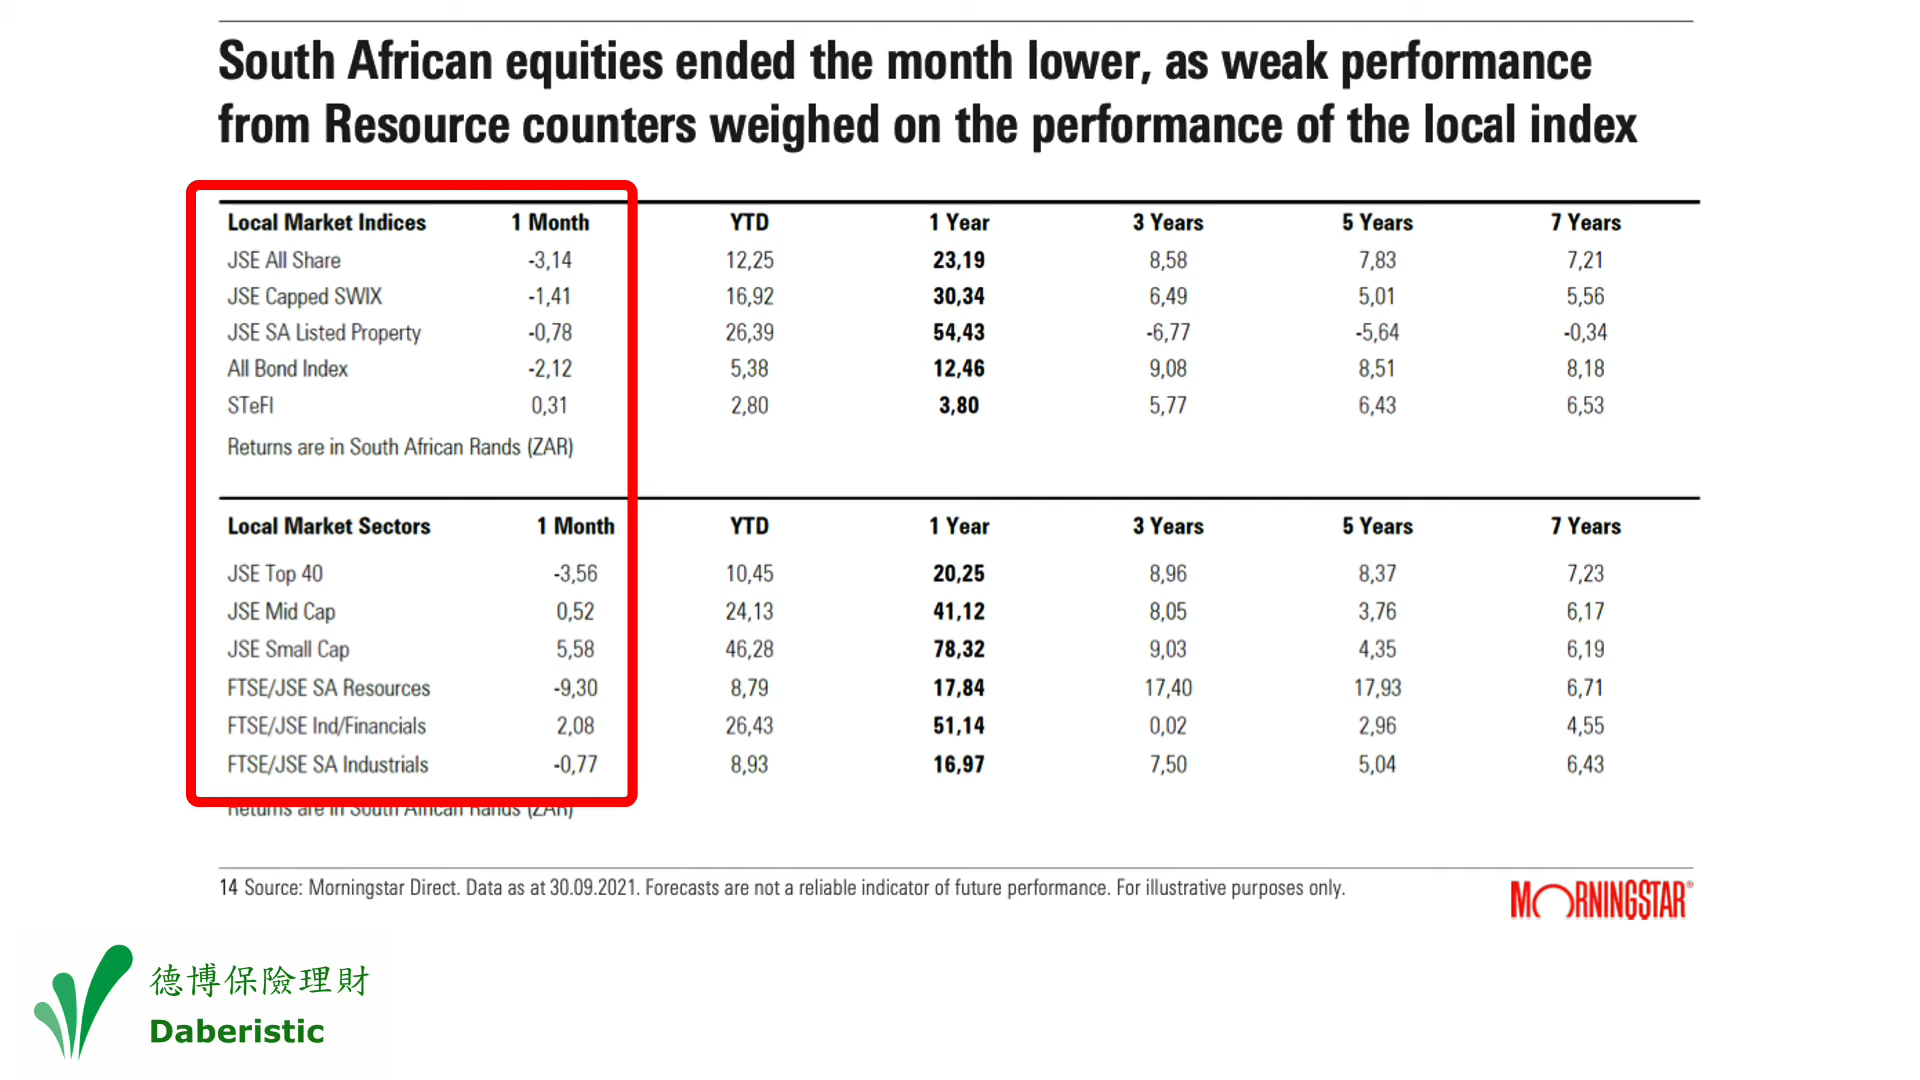 South African equities ended the month lower, as weak performance
from Resource counters weighed on the performance of the local index
Local Market Indices 1 Month YTD 1 Year 3 Years 5 Years 7 Years
JSE All Share -3,14 12,25 23,19 8,58 7,83 7,21
JSE Capped SWIX -1,41 16,92 30,34 6,49 5,01 5,56
JSE SA Listed Property -0,78 26,39 54,43 -6,77 -5,64 -0,34
All Bond Index -2,12 5,38 12,46 9,08 8,51 8,18
STeFI 0,31 2,80 3,80 5,77 6,43 6,53
Returns are in South African Rands (ZAR)
Local Market Sectors 1 Month YTD 1 Year 3 Years 5 Years 7 Years
JSE Top 40 -3,56 10,45 20,25 8,96 8,37 7,23
JSE Mid Cap 0,52 24,13 41,12 8,05 3,76 6,17
JSE Small Cap 5,58 46,28 78,32 9,03 4,35 6,19
FTSE/JSE SA Resources -9,30 8,79 17,84 17,40 17,93 6,71
FTSE/JSE Ind/Financials 2,08 26,43 51,14 0,02 2,96 4,55
FTSE/JSE SA Industrials -0,77 8,93 16,97 7,50 5,04 6,43
Returns are in South African Rands (ZAR)
14 Source: Morningstar Direct. Data as at 30.09.2021. Forecasts are not a reliable indicator of future performance. For illustrative purposes only.
MORNINGSTAR®
德博保險理財
Daberistic